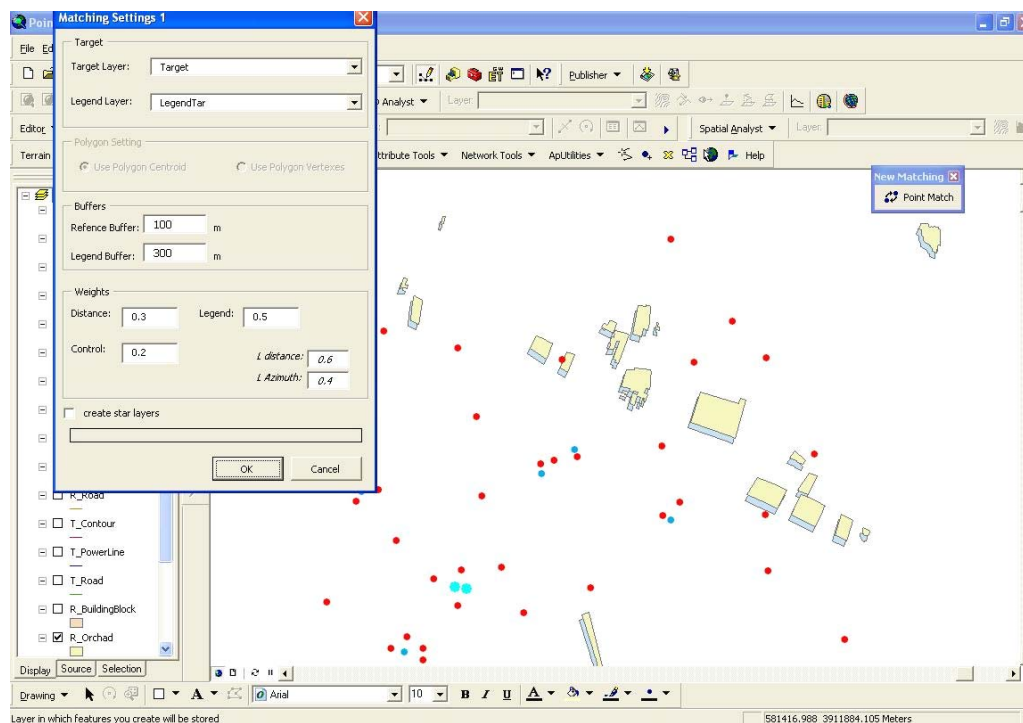 Poin
Matching Settings 1
File Ed
Target
Target Layer: Target
Legend Layer: LegendTar
Polygon Setting
Use Polygon Centroid Use Polygon Vertexes
Buffers
Refence Buffer: 100 m
Legend Buffer: 300 m
Weights
Distance: 0.3 Legend: 0.5
Control: 0.2
L distance: 0.6
L Azimuth: 0.4
create star layers
OK Cancel
Publisher
Analyst Layer:
Editor
Spatial Analyst Layer:
Terrain
ttribute Tools Network Tools ApUtilities Help
New Matching
Point Match
R_Road
T_Contour
T_PowerLine
T_Road
R_BuildingBlock
R_Orchad
Display Source Selection
Drawing A Arial 10 B I U A
Layer in which features you create will be stored
581416.988 3911884.105 Meters